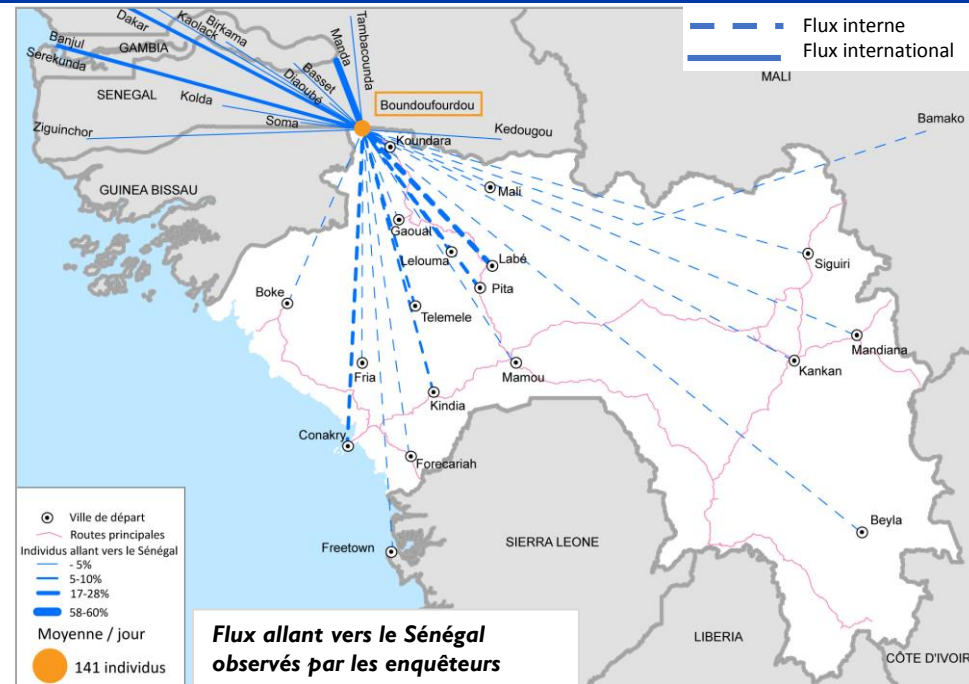 Flux interne
Flux international
Dakar
Kaolack
Birkama
Tambacounda
Banjul
GAMBIA
Manda
Serekunda
Basset
MALI
Diaoubé
SENEGAL
Kolda
Boundoufourdou
Soma
Bamako
Ziguinchor
Kedougou
Koundara
GUINEA BISSAU
Mali
Gaoual
Lelouma
Labé
Siguiri
Pita
Boke
Telemele
Mandiana
Fria
Mamou
Kankan
Kindia
Conakry
Forecariah
Ville de départ
Routes principales
Individus allant vers le Sénégal
- 5%
5-10%
17-28%
58-60%
Moyenne / jour
141 individus
Freetown
SIERRA LEONE
Beyla
Flux allant vers le Sénégal
observés par les enquêteurs
LIBERIA
CÔTE D'IVOIR